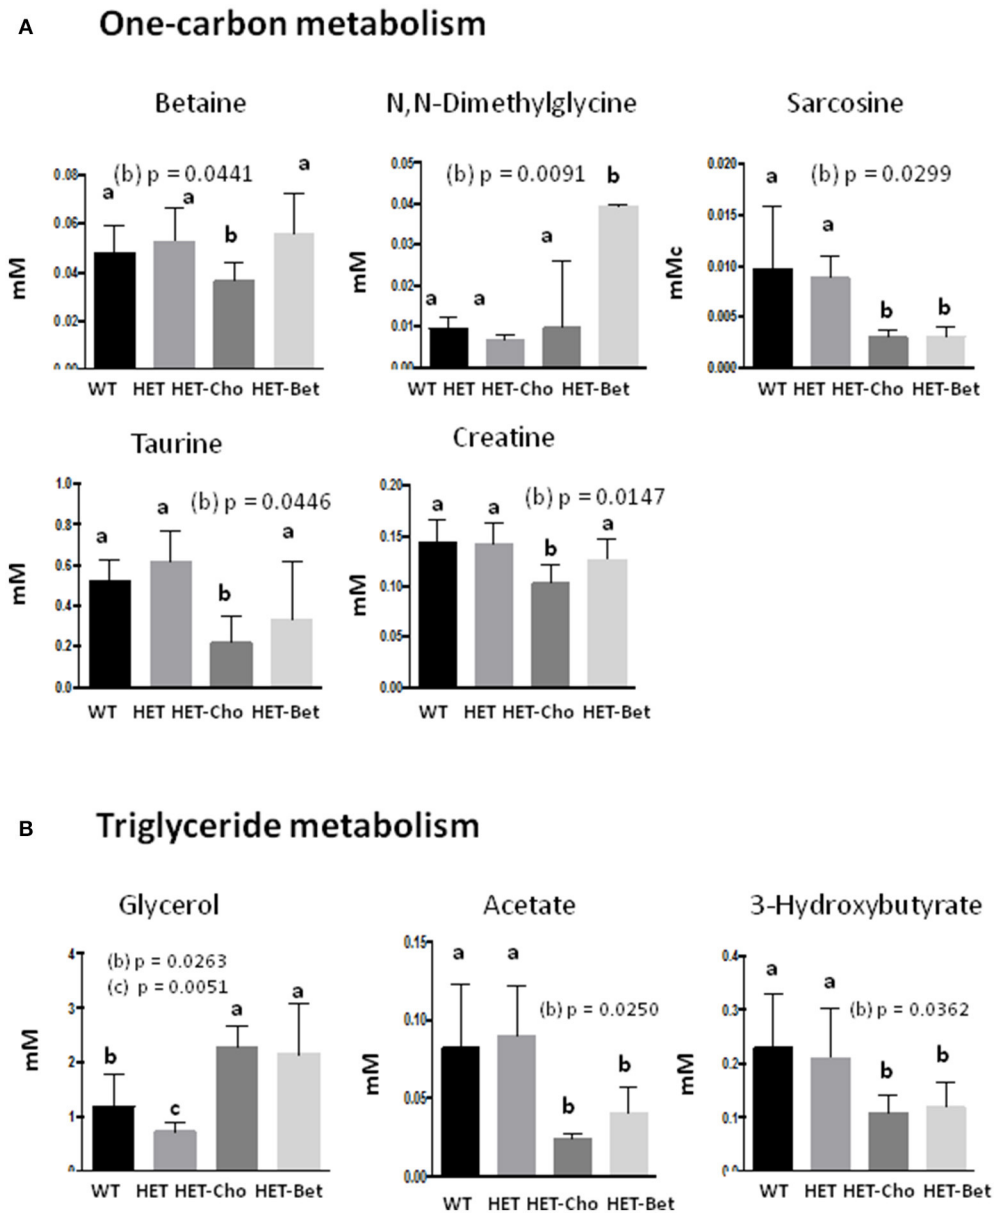 A One-carbon metabolism
Betaine N,N-Dimethylglycine Sarcosine
0.08
0.06
0.04
0.02
0.00
mM
(b) p = 0.0441
a a b a
WT HET HET-Cho HET-Bet
0.05
0.04
0.03
0.02
0.01
0.00
mM
(b) p = 0.0091
a a a b
WT HET HET-Cho HET-Bet
0.020
0.015
0.010
0.005
0.000
mMc
(b) p = 0.0299
a a b b
WT HET HET-Cho HET-Bet
Taurine Creatine
1.0
0.8
0.6
0.4
0.2
0.0
mM
(b) p = 0.0446
a a b a
WT HET HET-Cho HET-Bet
0.20
0.15
0.10
0.05
0.00
mM
(b) p = 0.0147
a a b a
WT HET HET-Cho HET-Bet
B Triglyceride metabolism
Glycerol Acetate 3-Hydroxybutyrate
4
3
2
1
0
mM
(b) p = 0.0263
(c) p = 0.0051
b c a a
WT HET HET-Cho HET-Bet
0.15
0.10
0.05
0.00
mM
(b) p = 0.0250
a a b b
WT HET HET-Cho HET-Bet
0.4
0.3
0.2
0.1
0.0
mM
(b) p = 0.0362
a a b b
WT HET HET-Cho HET-Bet